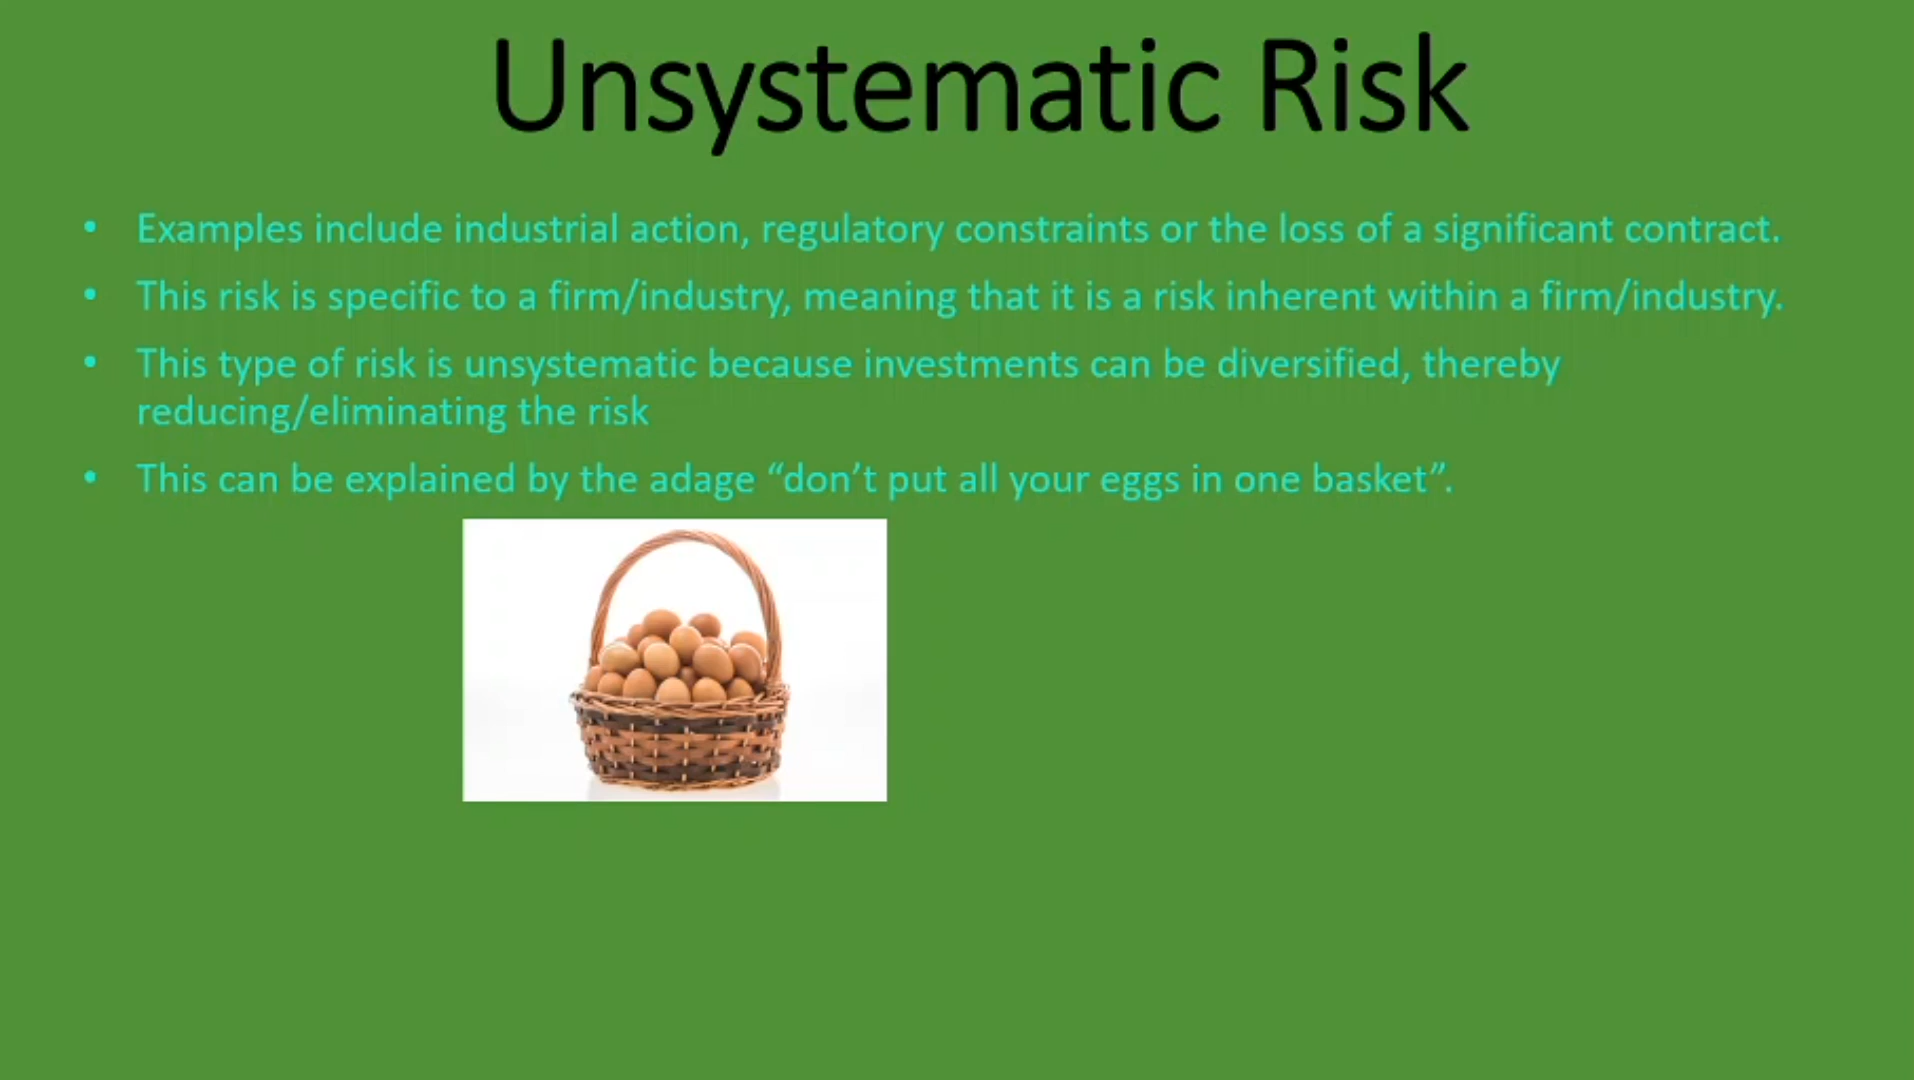 Unsystematic Risk
• Examples include industrial action, regulatory constraints or the loss of a significant contract.
• This risk is specific to a firm/industry, meaning that it is a risk inherent within a firm/industry.
• This type of risk is unsystematic because investments can be diversified, thereby
reducing/eliminating the risk
• This can be explained by the adage “don’t put all your eggs in one basket”.